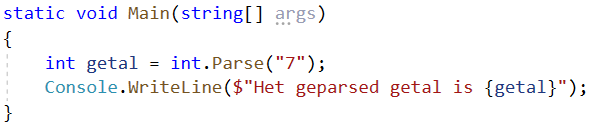 static void Main(string[] args)
{
    int getal = int.Parse("7");
    Console.WriteLine($"Het geparsed getal is {getal}");
}